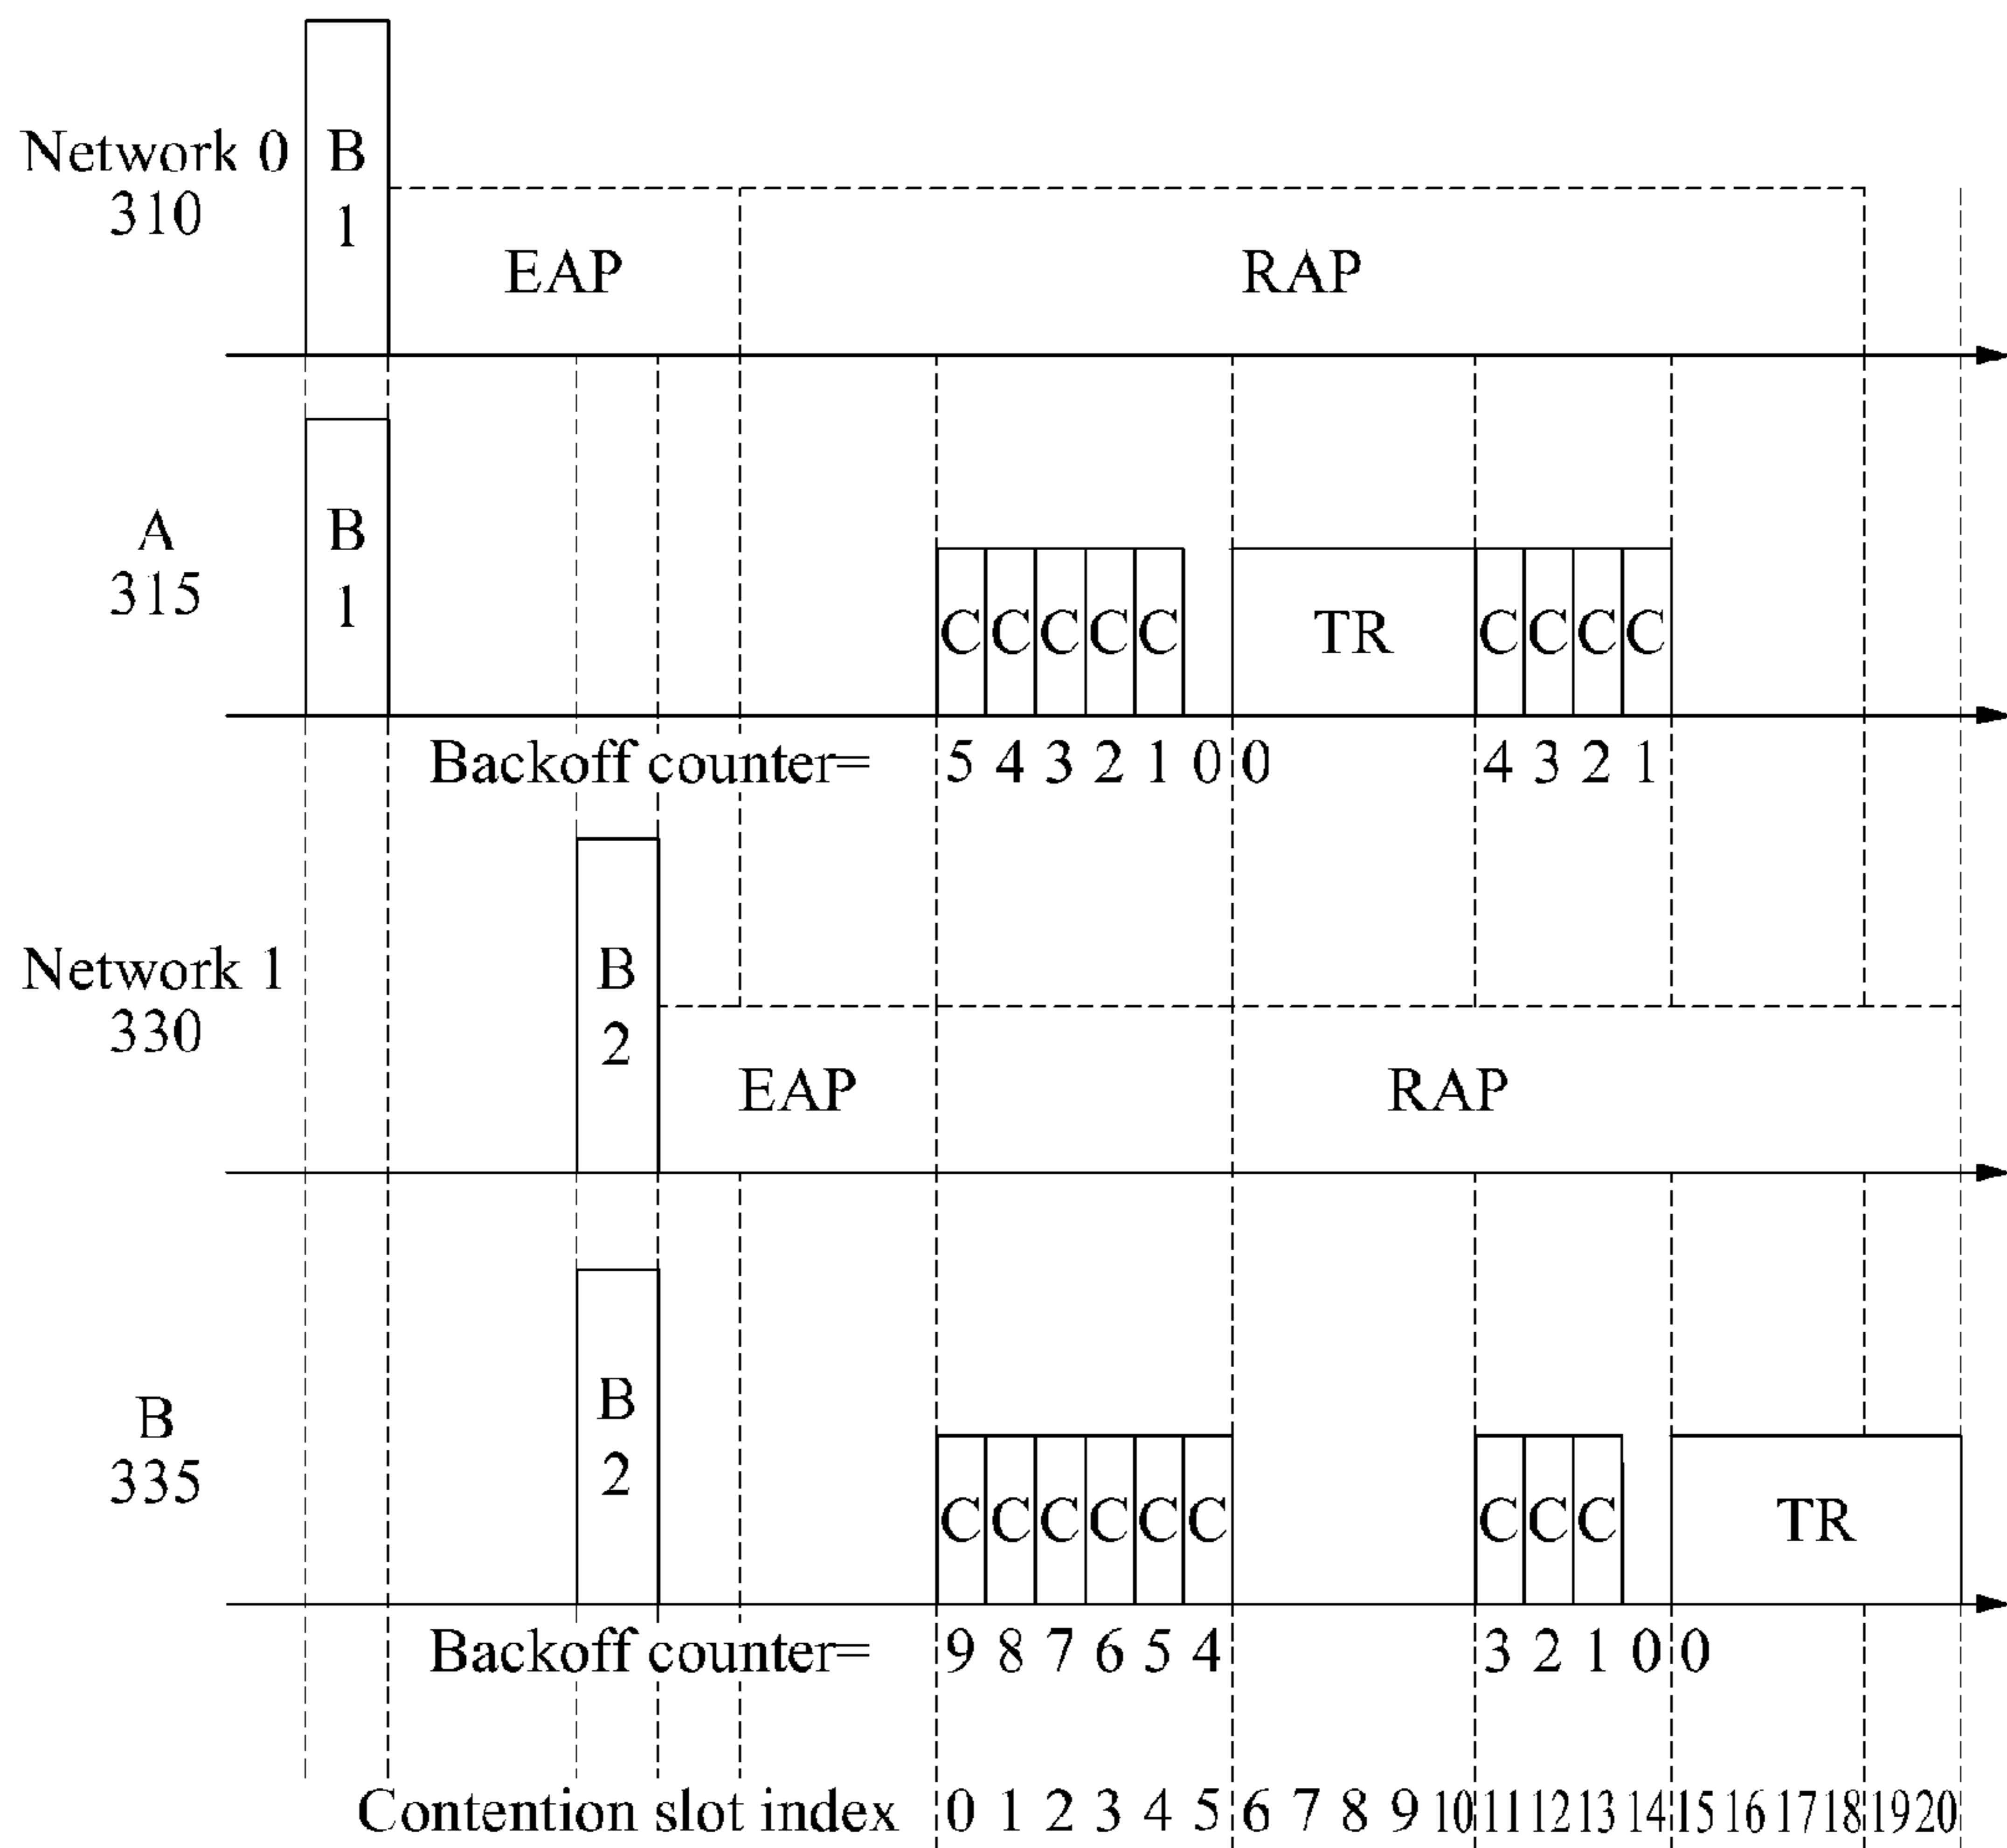 Network 0
310
B
1
EAP
RAP
A
315
B
1
C C C C C
TR
C C C C
Backoff counter= 5 4 3 2 1 0 0 4 3 2 1
Network 1
330
B
2
EAP
RAP
B
335
B
2
C C C C C C
C C C
TR
Backoff counter= 9 8 7 6 5 4 3 2 1 0 0
Contention slot index 0 1 2 3 4 5 6 7 8 9 10 11 12 13 14 15 16 17 18 19 20